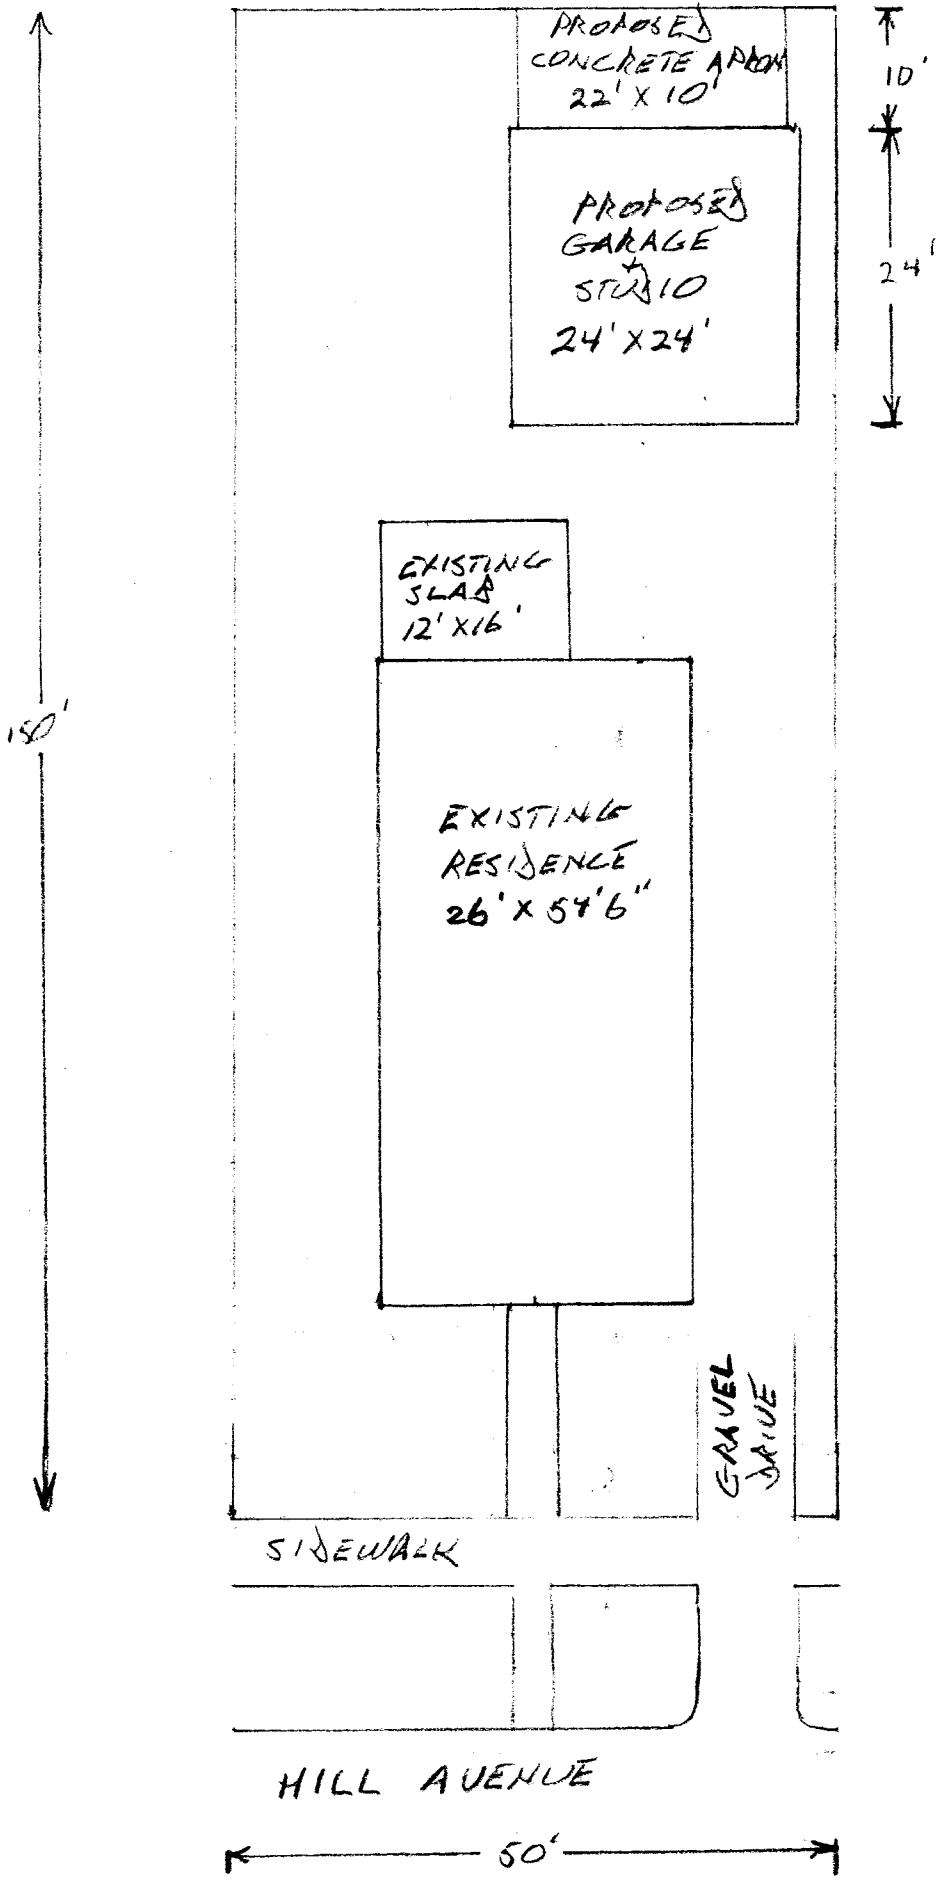 PROPOSED
CONCRETE APRON
22' X 10'
10'
PROPOSED
GARAGE
+
STUDIO
24' X 24'
24'
EXISTING
SLAB
12' X 16'
150'
EXISTING
RESIDENCE
26' X 54'6"
GRAVEL
DRIVE
SIDEWALK
HILL AVENUE
50'